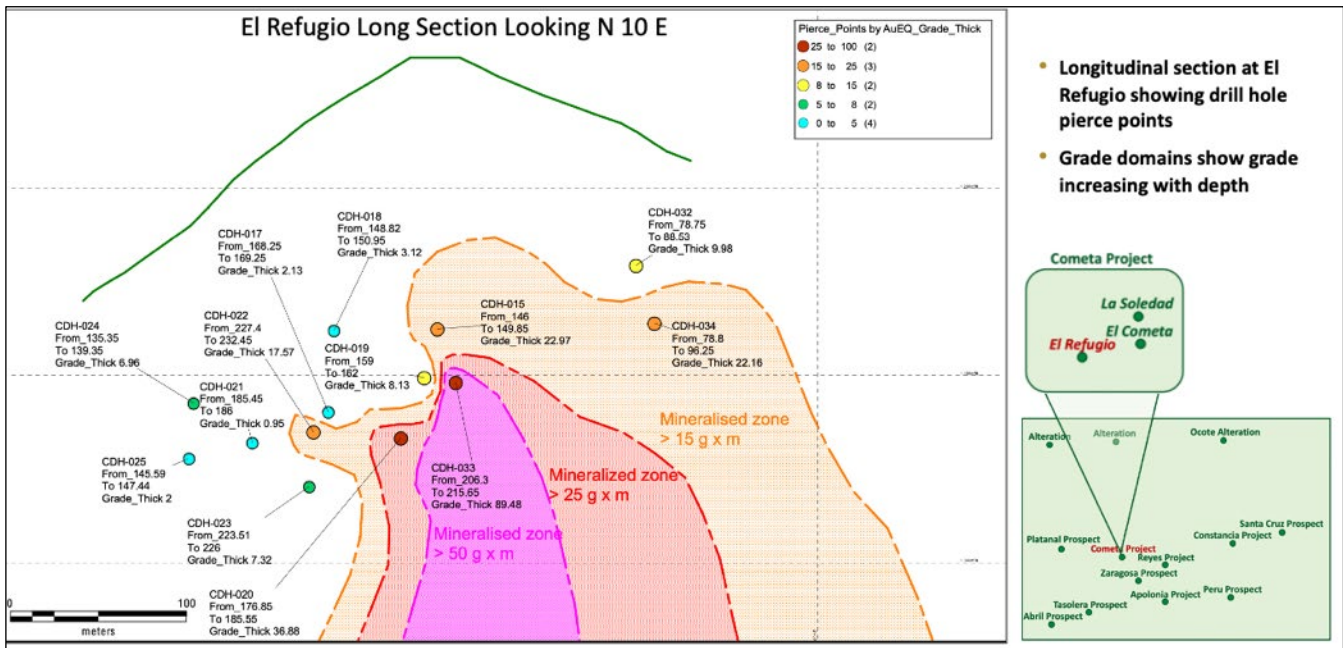 El Refugio Long Section Looking N 10 E
Pierce_Points by AuEQ_Grade_Thick
25 to 100 (2)
15 to 25 (3)
8 to 15 (2)
5 to 8 (2)
0 to 5 (4)
CDH-018
From_148.82
To 150.95
Grade_Thick 3.12
CDH-032
From_78.75
To 88.53
Grade_Thick 9.98
CDH-017
From_168.25
To 169.25
Grade_Thick 2.13
CDH-022
From_227.4
To 232.45
Grade_Thick 17.57
CDH-015
From_146
To 149.85
Grade_Thick 22.97
CDH-034
From_78.8
To 96.25
Grade_Thick 22.16
CDH-024
From_135.35
To 139.35
Grade_Thick 6.96
CDH-019
From_159
To 162
Grade_Thick 8.13
CDH-021
From_185.45
To 186
Grade_Thick 0.95
CDH-025
From_145.59
To 147.44
Grade_Thick 2
CDH-033
From_206.3
To 215.65
Grade_Thick 89.48
CDH-023
From_223.51
To 226
Grade_Thick 7.32
CDH-020
From_176.85
To 185.55
Grade_Thick 36.88
Mineralised zone
> 15 g x m
Mineralized zone
> 25 g x m
Mineralised zone
> 50 g x m
0 100
meters
• Longitudinal section at El
Refugio showing drill hole
pierce points
• Grade domains show grade
increasing with depth
Cometa Project
La Soledad
El Cometa
El Refugio
Alteration
Alteration
Ocote Alteration
Santa Cruz Prospect
Constancia Project
Platanal Prospect
Cometa Project
Reyes Project
Zaragosa Prospect
Apolonia Project
Peru Prospect
Tasolera Prospect
Abril Prospect